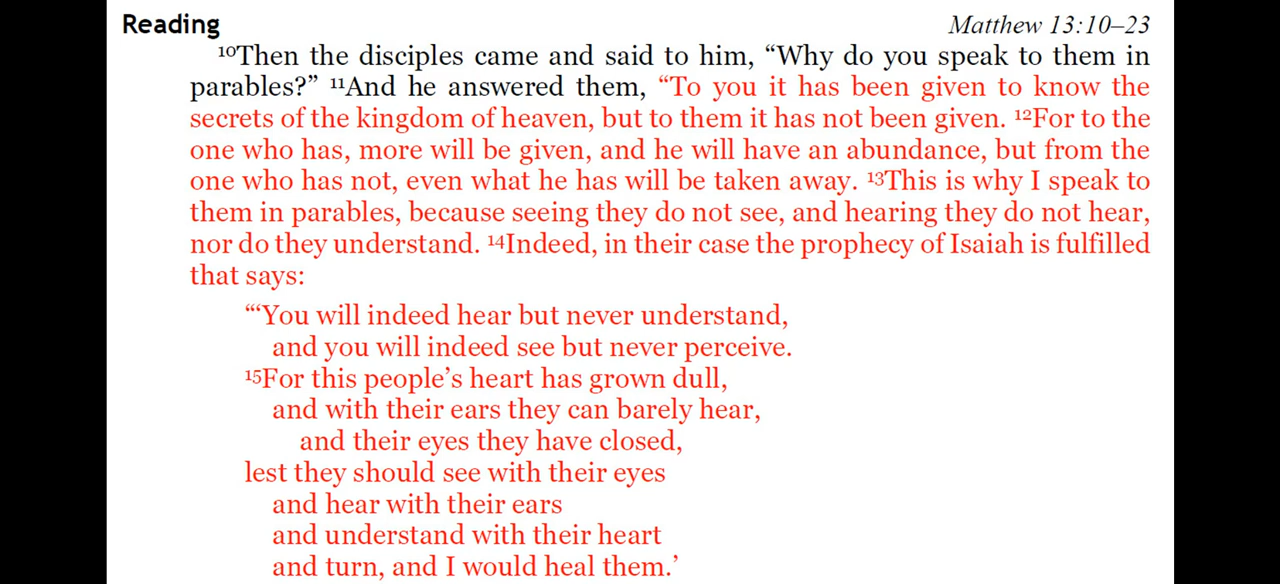 Reading
Matthew 13:10–23
¹⁰Then the disciples came and said to him, “Why do you speak to them in
parables?” ¹¹And he answered them, “To you it has been given to know the
secrets of the kingdom of heaven, but to them it has not been given. ¹²For to the
one who has, more will be given, and he will have an abundance, but from the
one who has not, even what he has will be taken away. ¹³This is why I speak to
them in parables, because seeing they do not see, and hearing they do not hear,
nor do they understand. ¹⁴Indeed, in their case the prophecy of Isaiah is fulfilled
that says:
“‘You will indeed hear but never understand,
and you will indeed see but never perceive.
¹⁵For this people’s heart has grown dull,
and with their ears they can barely hear,
and their eyes they have closed,
lest they should see with their eyes
and hear with their ears
and understand with their heart
and turn, and I would heal them.’